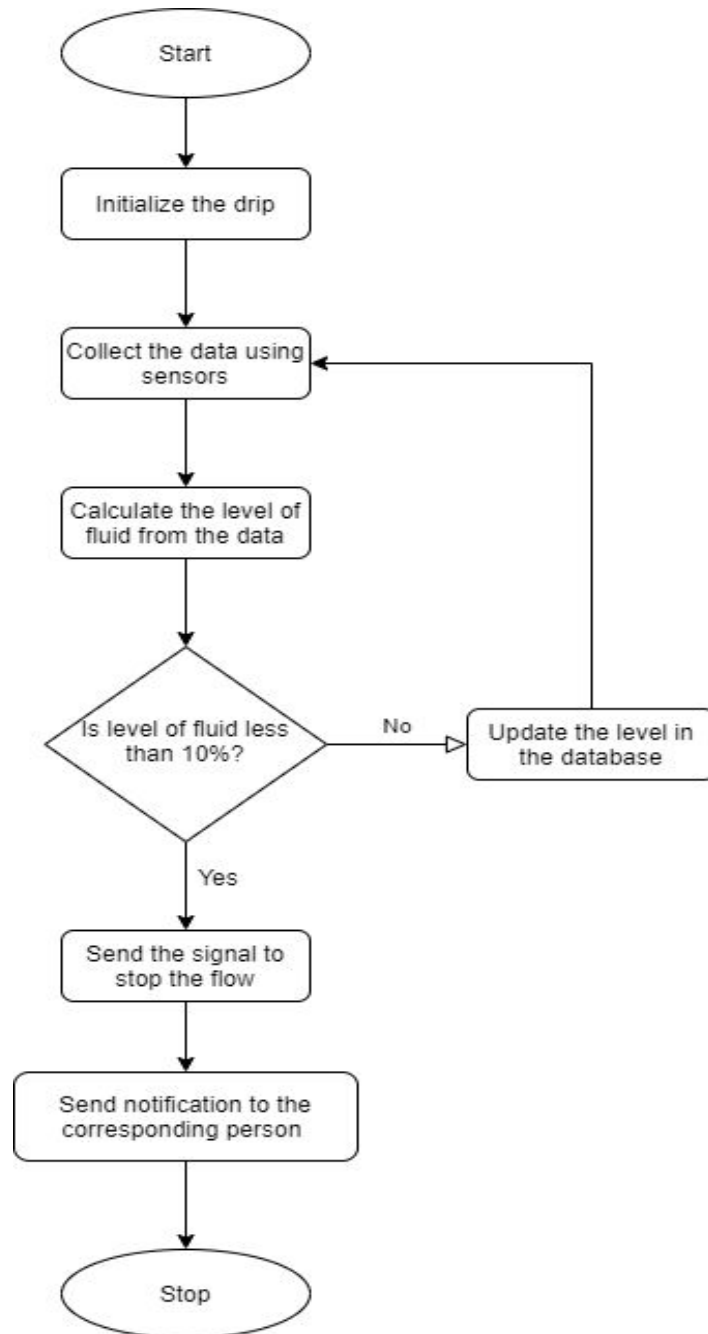 Start
Initialize the drip
Collect the data using
sensors
Calculate the level of
fluid from the data
Is level of fluid less
than 10%?
No
Update the level in
the database
Yes
Send the signal to
stop the flow
Send notification to the
corresponding person
Stop